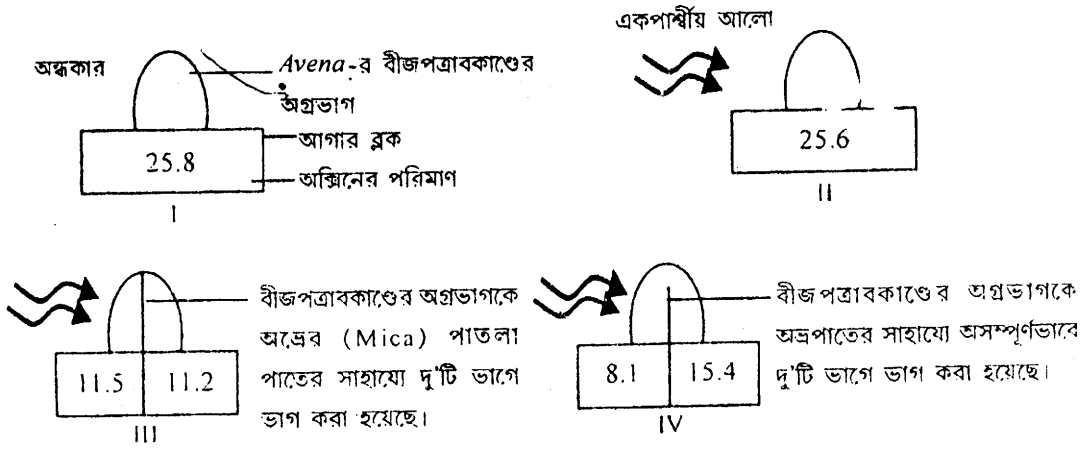 একপার্শ্বীয় আলো
অন্ধকার
Avena-র বীজপত্রাবকাণ্ডের
অগ্রভাগ
আগার ব্লক
25.8
অক্সিনের পরিমাণ
I
25.6
II
বীজপত্রাবকাণ্ডের অগ্রভাগকে
অভ্রের (Mica) পাতলা
পাতের সাহায্যে দু'টি ভাগে
ভাগ করা হয়েছে।
11.5 11.2
III
বীজপত্রাবকাণ্ডের অগ্রভাগকে
অভ্রপাতের সাহায্যে অসম্পূর্ণভাবে
দু'টি ভাগে ভাগ করা হয়েছে।
8.1 15.4
IV